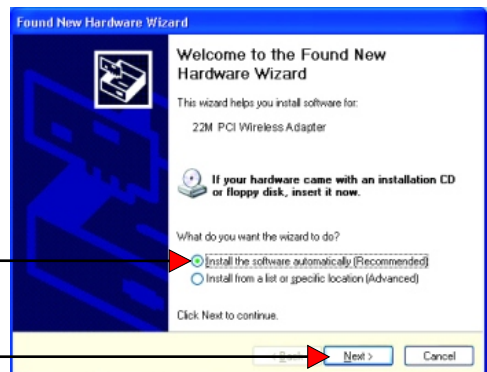 Found New Hardware Wizard
Welcome to the Found New
Hardware Wizard
This wizard helps you install software for:
22M PCI Wireless Adapter
If your hardware came with an installation CD
or floppy disk, insert it now.
What do you want the wizard to do?
Install the software automatically (Recommended)
Install from a list or specific location (Advanced)
Click Next to continue.
Next > Cancel